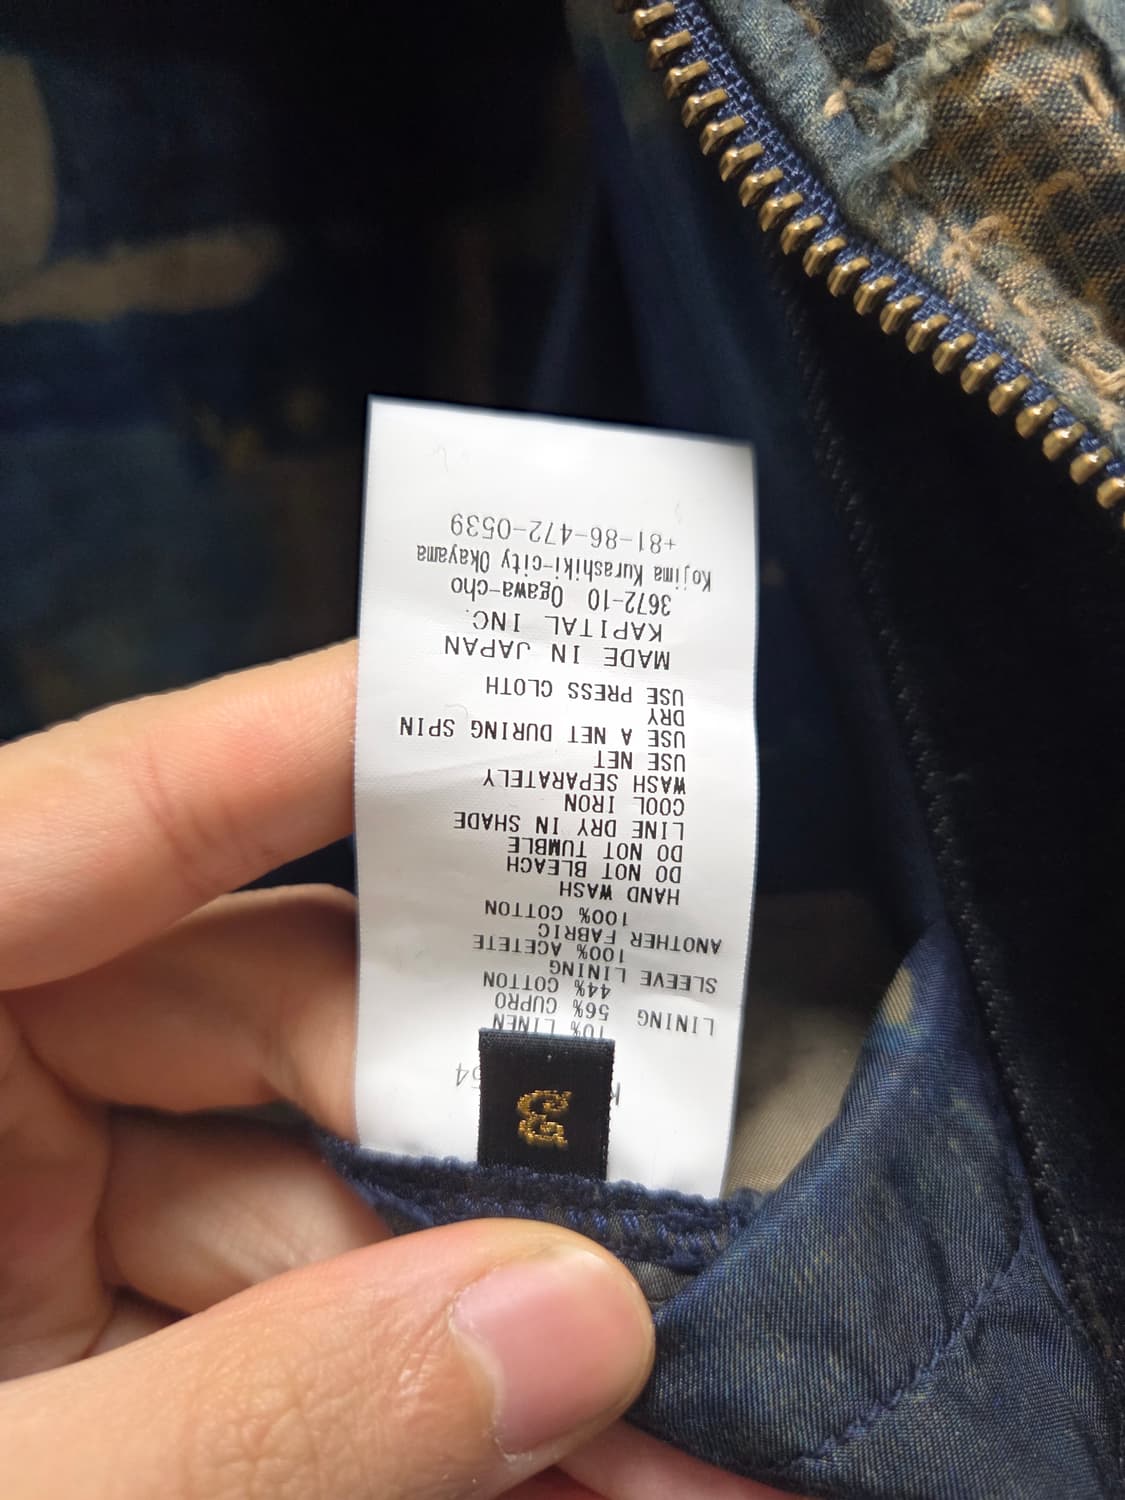 10% LINEN
LINING 56% CUPRO
44% COTTON
SLEEVE LINING
100% ACETETE
ANOTHER FABRIC
100% COTTON
HAND WASH
DO NOT BLEACH
DO NOT TUMBLE
LINE DRY IN SHADE
COOL IRON
WASH SEPARATELY
USE NET
USE A NET DURING SPIN
DRY
USE PRESS CLOTH
MADE IN JAPAN
KAPITAL INC.
3672-10 Ogawa-cho
Kojima Kurashiki-city Okayama
+81-86-472-0539